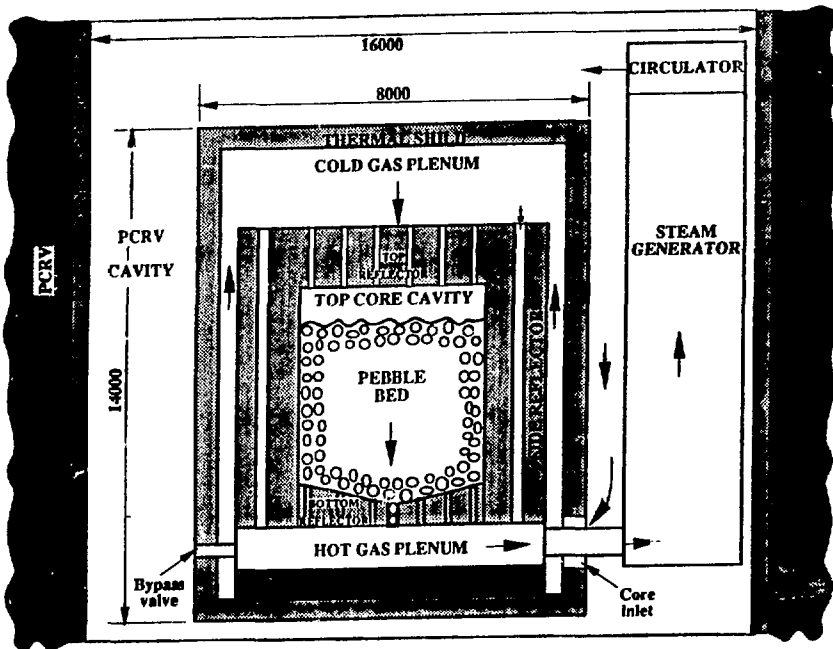 16000
CIRCULATOR
8000
THERMAL SHILD
COLD GAS PLENUM
STEAM
GENERATOR
PCRV
CAVITY
PCRV
TOP
REFLECTOR
TOP CORE CAVITY
SIDE REFLECTOR
PEBBLE
BED
14000
BOTTOM
REFLECTOR
HOT GAS PLENUM
Bypass
valve
Core
inlet